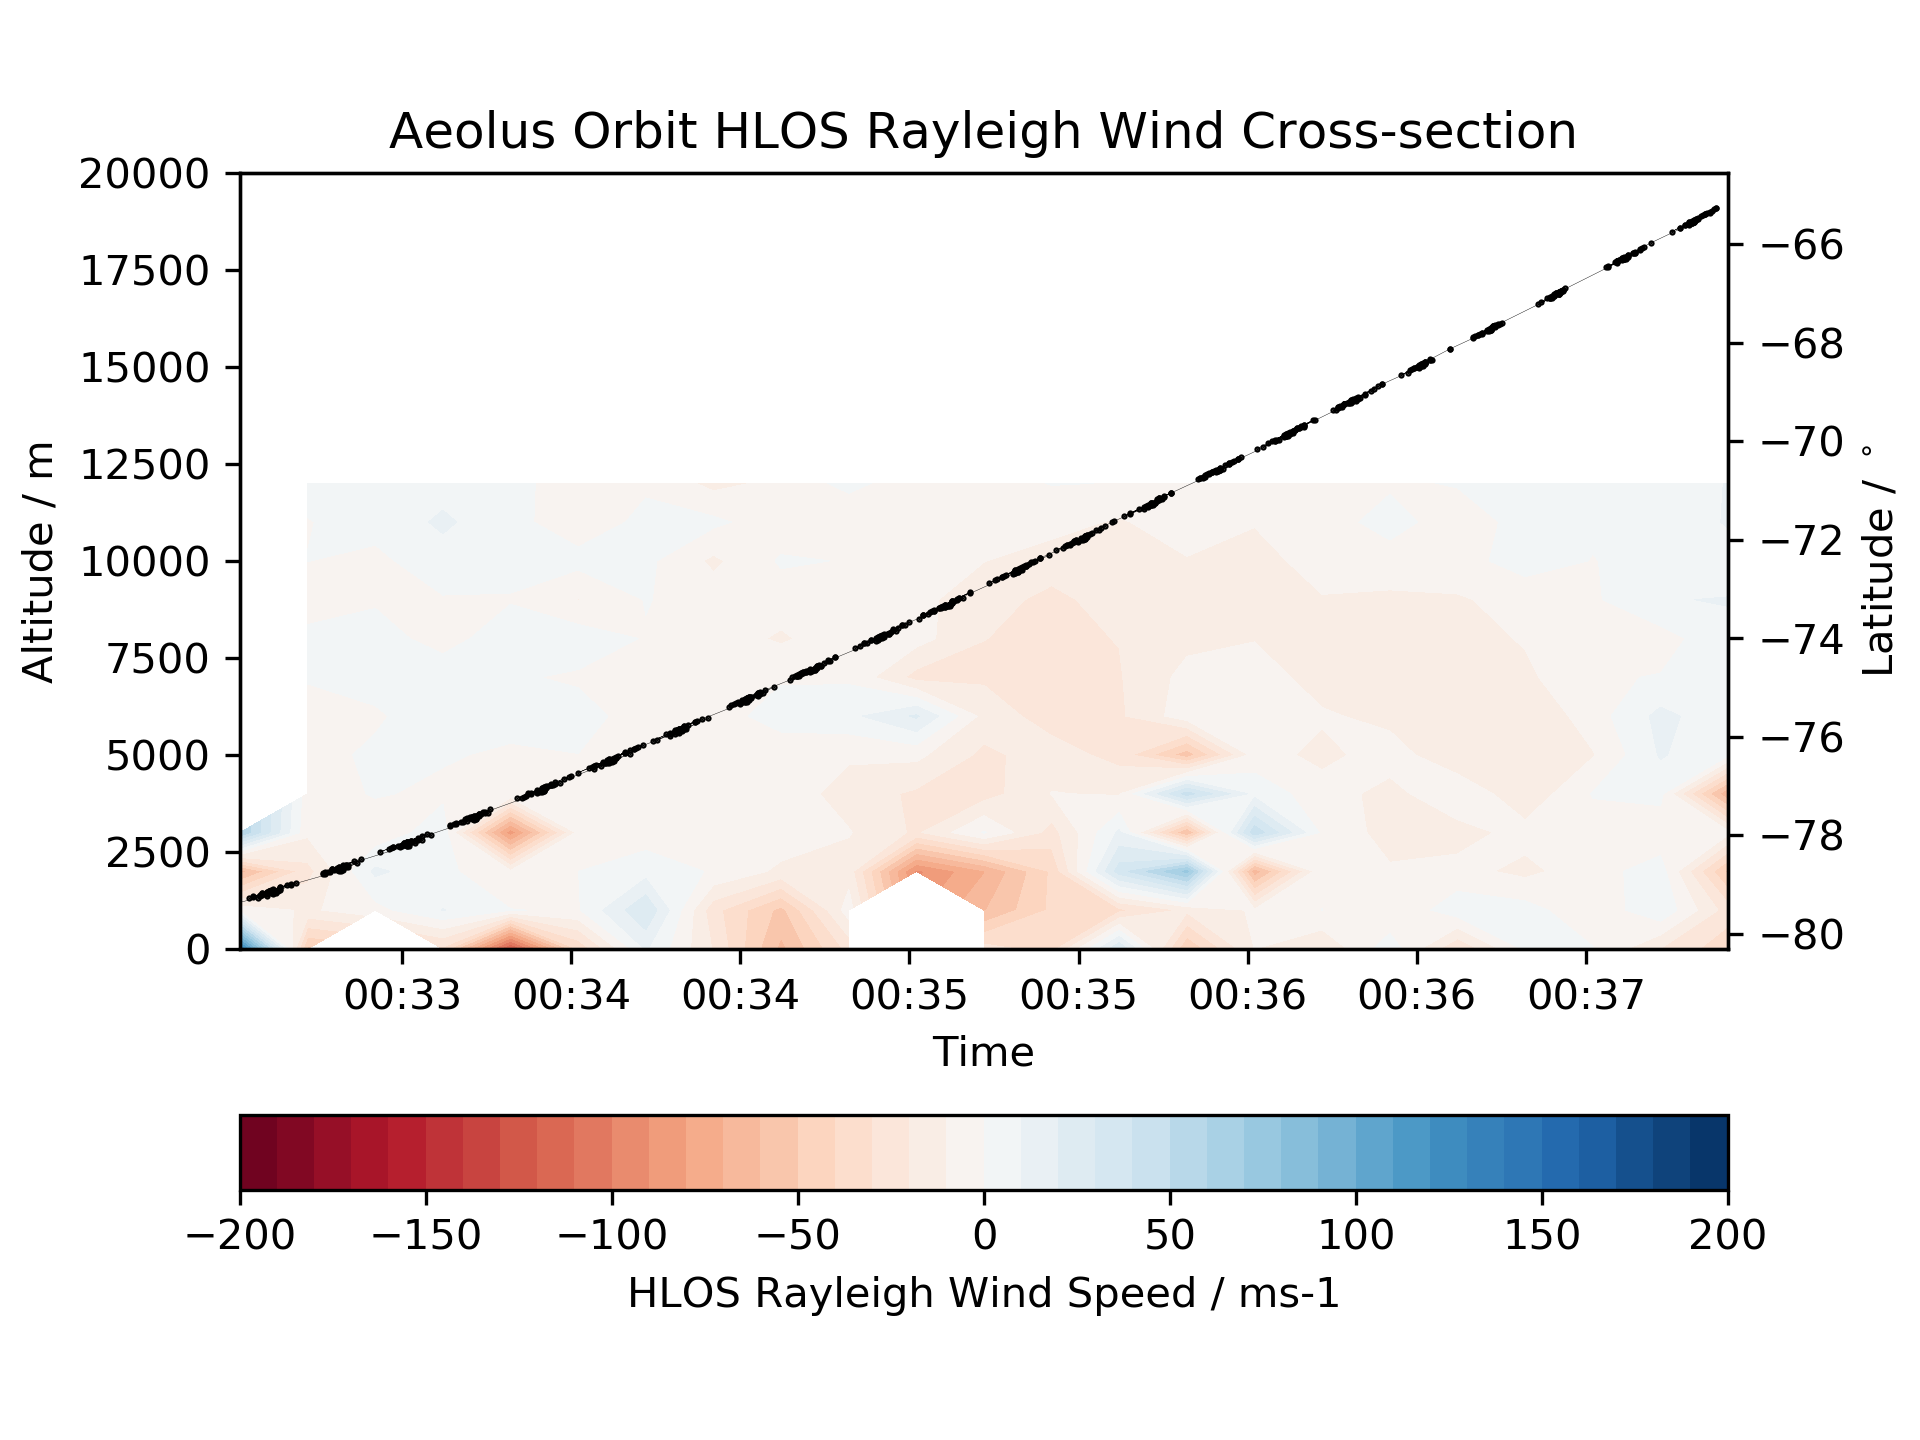 Aeolus Orbit HLOS Rayleigh Wind Cross-section
20000
17500
15000
12500
10000
7500
5000
2500
0
Altitude / m
−66
−68
−70
−72
−74
−76
−78
−80
Latitude / °
00:33 00:34 00:34 00:35 00:35 00:36 00:36 00:37
Time
−200 −150 −100 −50 0 50 100 150 200
HLOS Rayleigh Wind Speed / ms-1